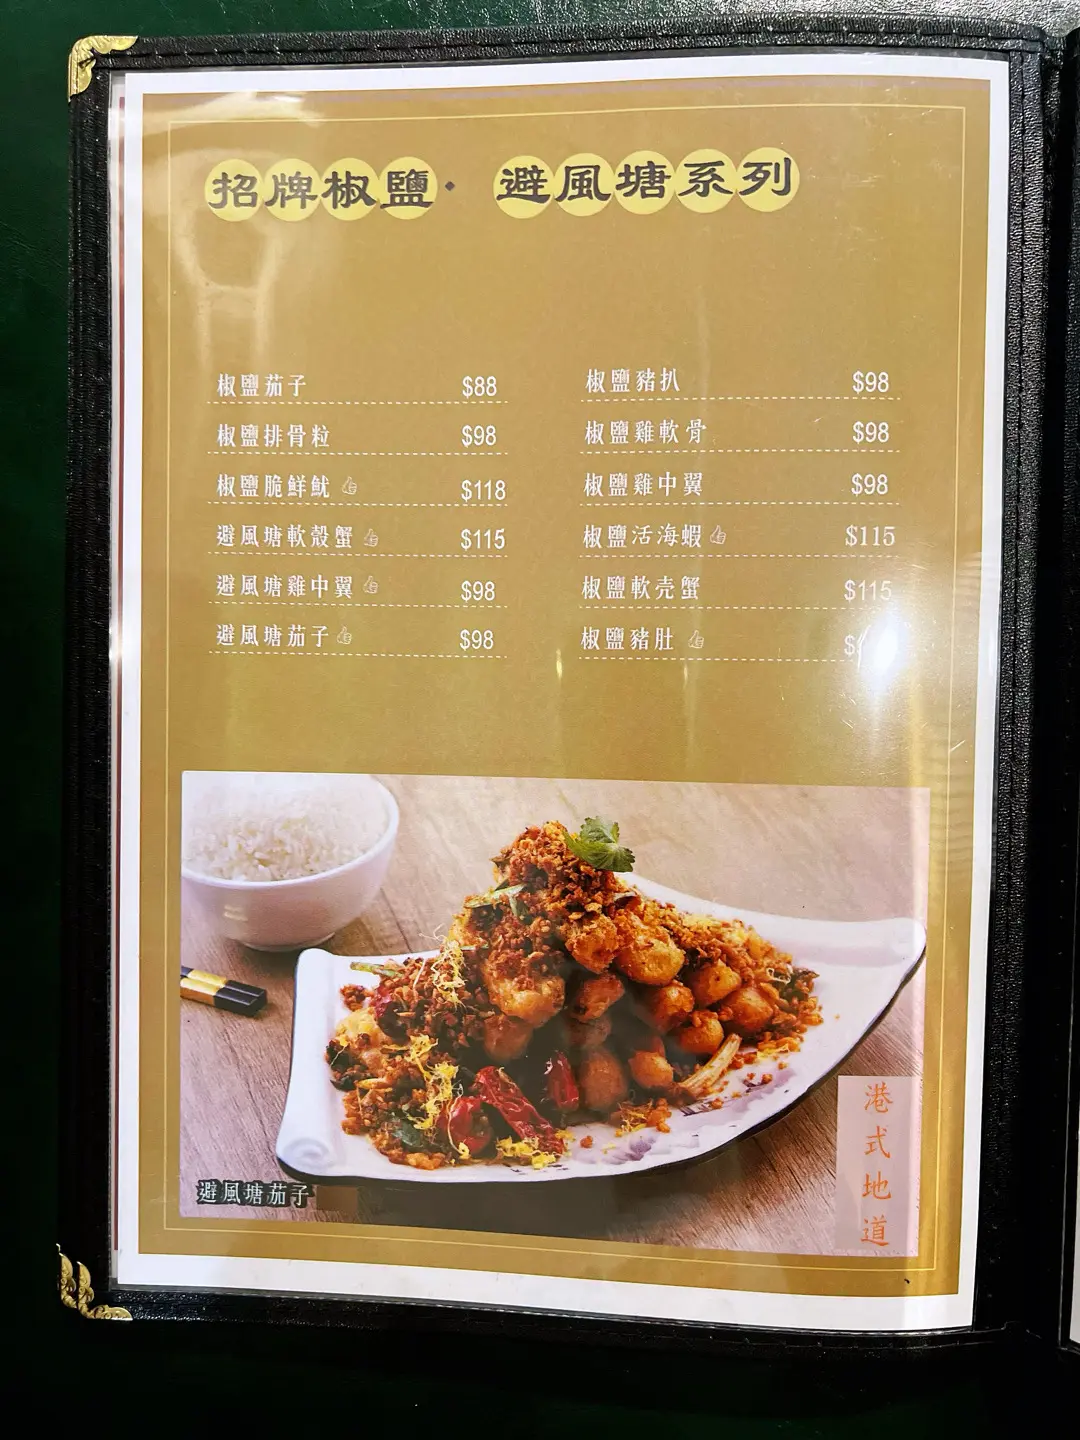 招牌椒鹽· 避風塘系列
椒鹽茄子 $88
椒鹽排骨粒 $98
椒鹽脆鮮魷 $118
避風塘軟殼蟹 $115
避風塘雞中翼 $98
避風塘茄子 $98
椒鹽豬扒 $98
椒鹽雞軟骨 $98
椒鹽雞中翼 $98
椒鹽活海蝦 $115
椒鹽軟壳蟹 $115
椒鹽豬肚
避風塘茄子
港式地道